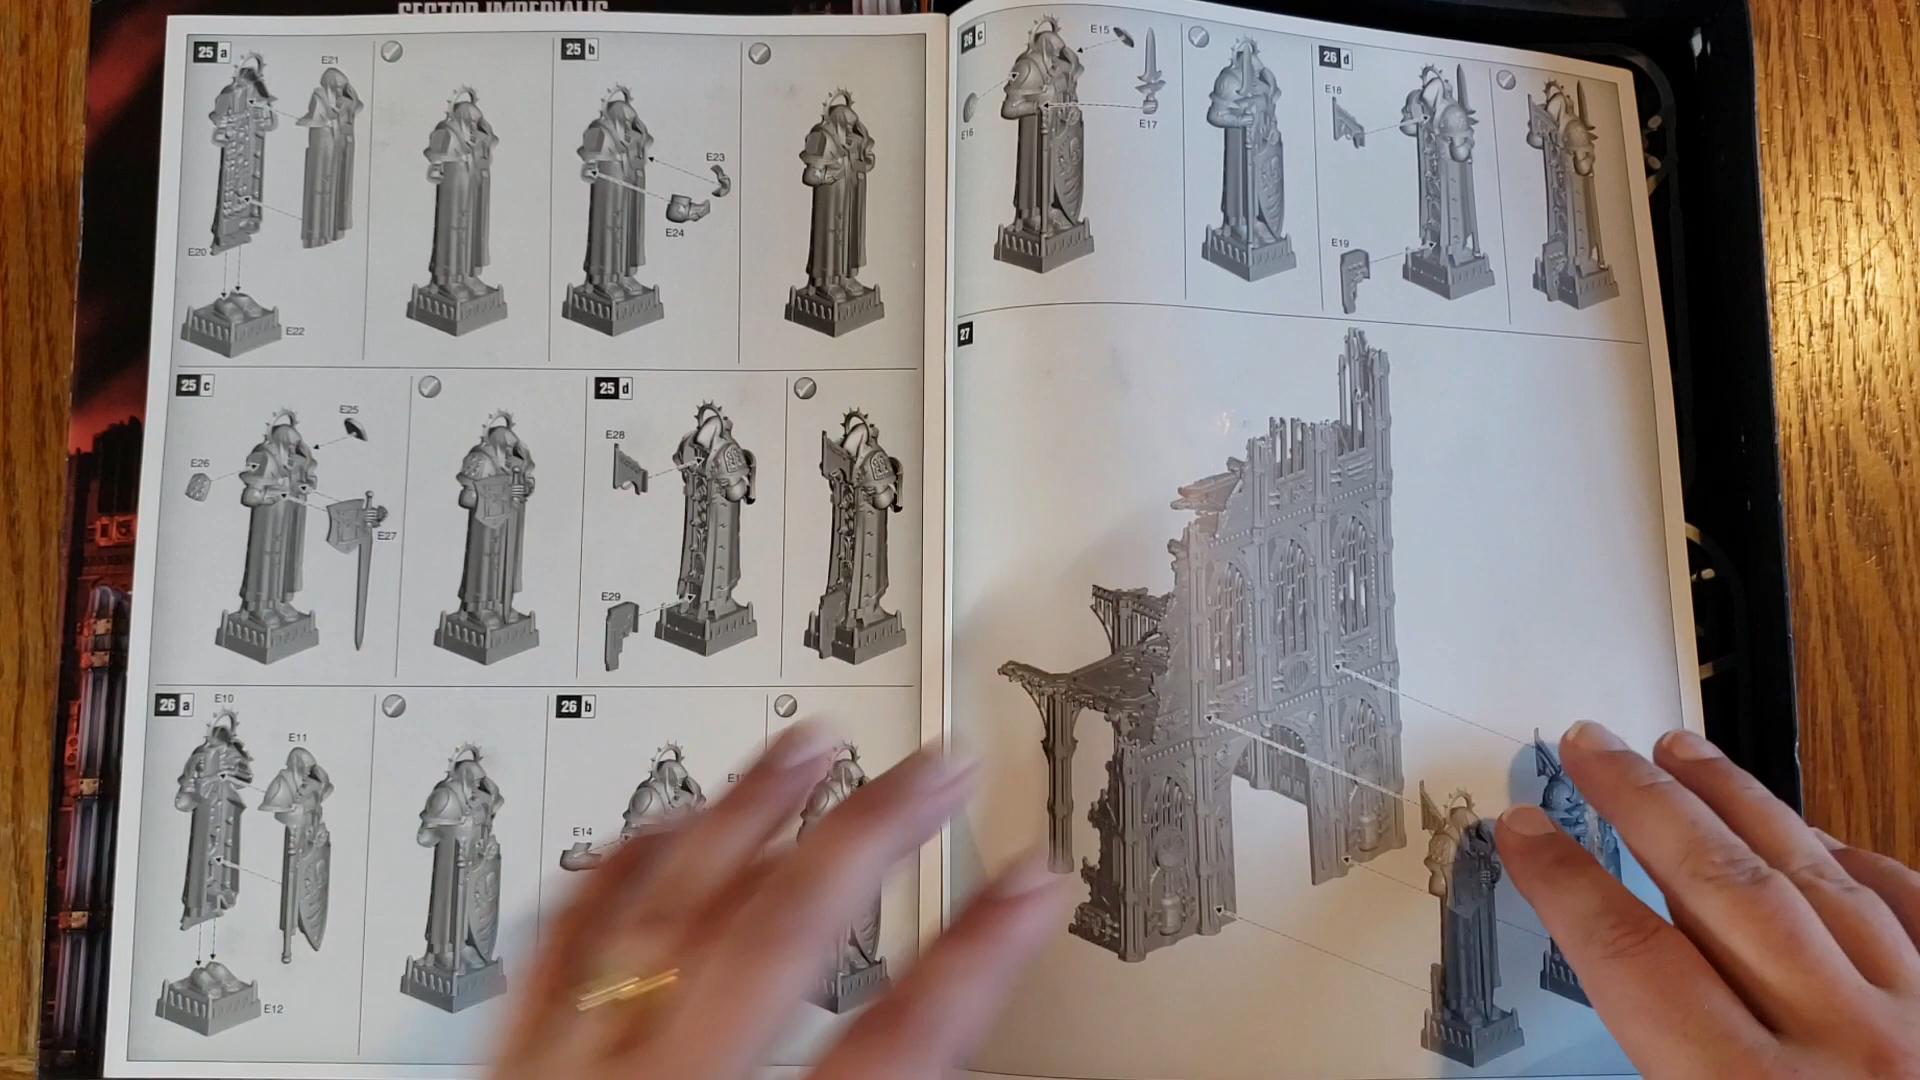 SECTOR IMPERIALIS
25 a
E21
E20
E22
25 b
E23
E24
25 c
E25
E26
E27
25 d
E28
E29
26 a
E10
E11
E12
26 b
E14
26 c
E15
E16
E17
26 d
E18
E19
27